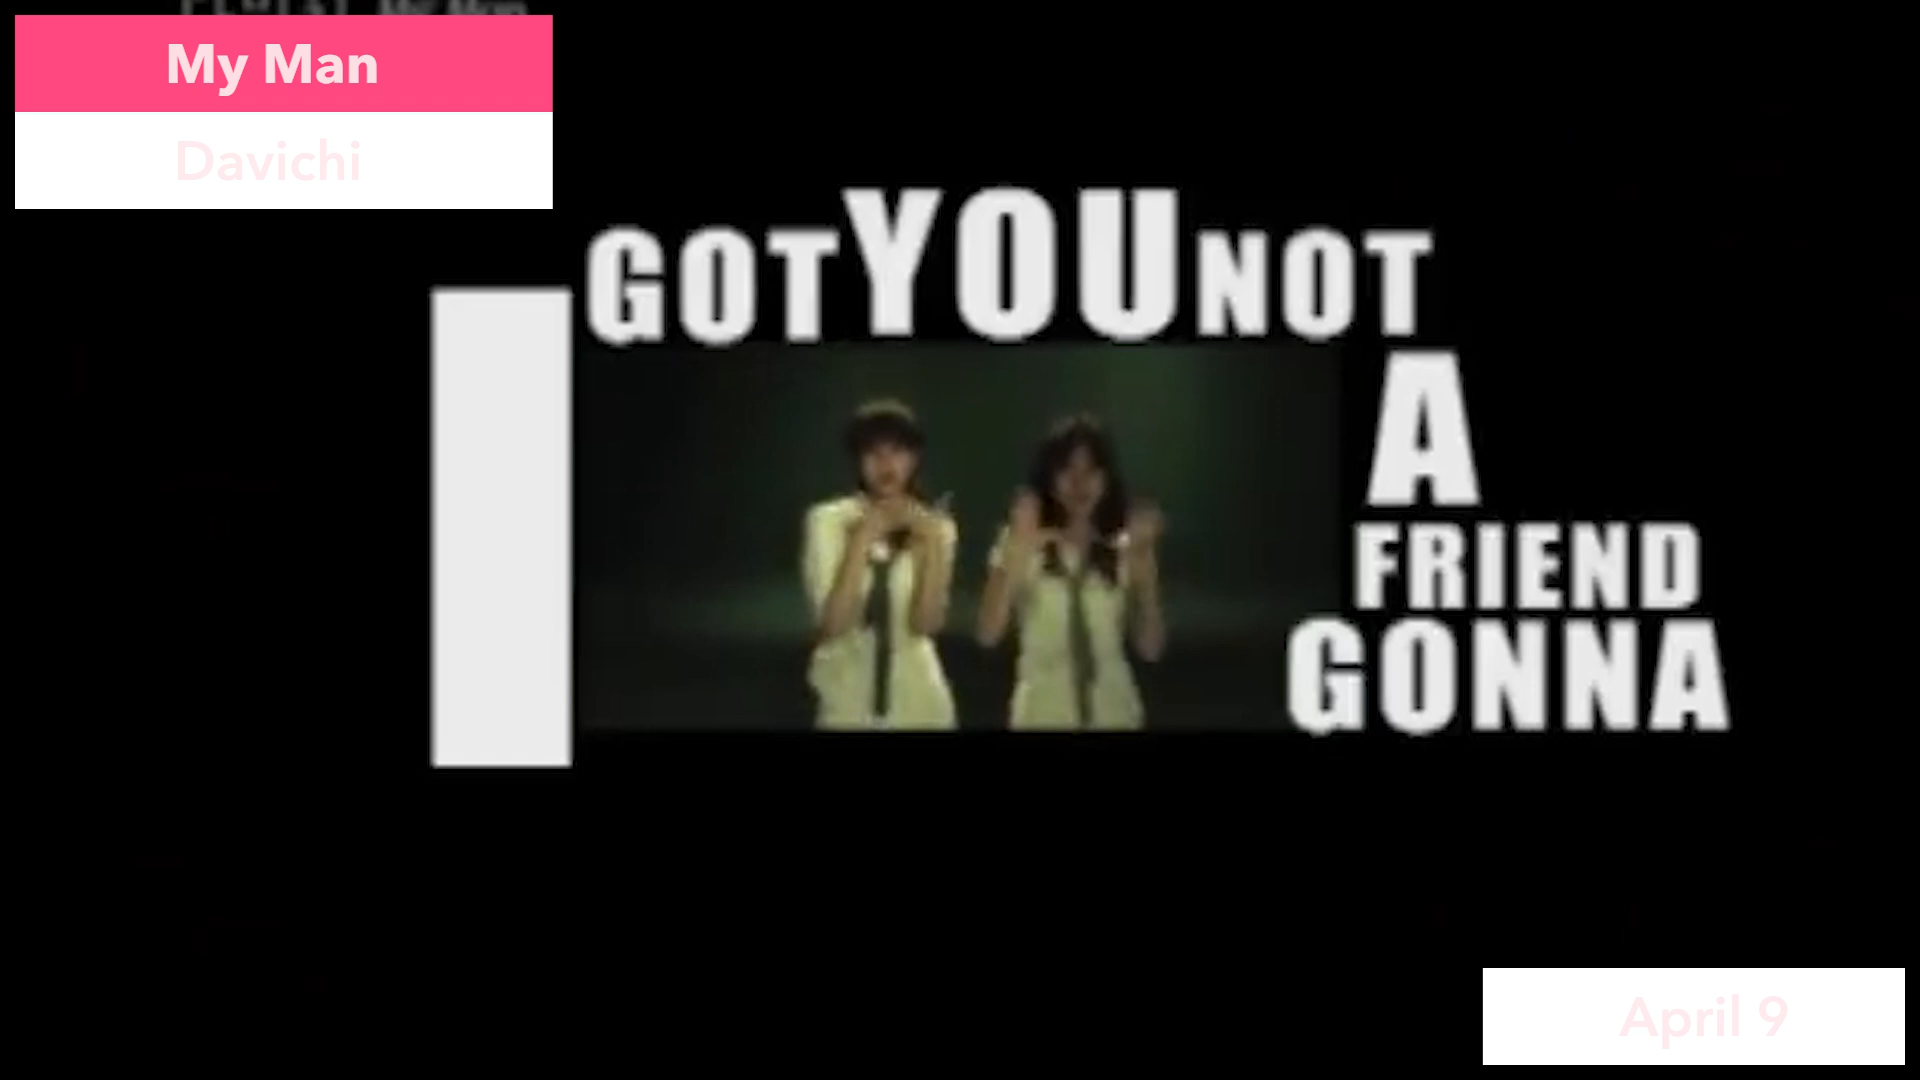 My Man
Davichi
I GOT YOU NOT
A
FRIEND
GONNA
April 9